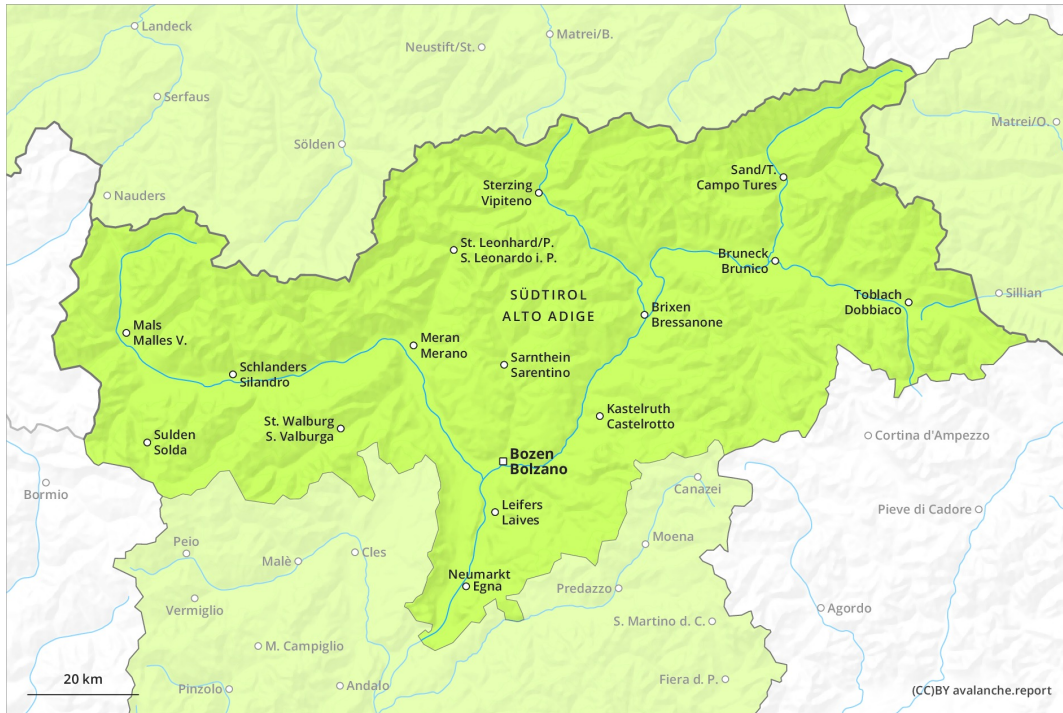 Landeck
Matrei/B.
Neustift/St.
Serfaus
Matrei/O.
Sölden
Sand/T.
Campo Tures
Sterzing
Vipiteno
Nauders
St. Leonhard/P.
S. Leonardo i. P.
Bruneck
Brunico
SÜDTIROL
ALTO ADIGE
Toblach
Dobbiaco
Sillian
Brixen
Bressanone
Mals
Malles V.
Meran
Merano
Sarnthein
Sarentino
Schlanders
Silandro
Kastelruth
Castelrotto
St. Walburg
S. Valburga
Sulden
Solda
Cortina d'Ampezzo
Bozen
Bolzano
Bormio
Canazei
Leifers
Laives
Pieve di Cadore
Peio
Malè
Cles
Moena
Neumarkt
Egna
Predazzo
Vermiglio
Agordo
S. Martino d. C.
M. Campiglio
20 km
Pinzolo
Andalo
Fiera d. P.
(CC)BY avalanche.report